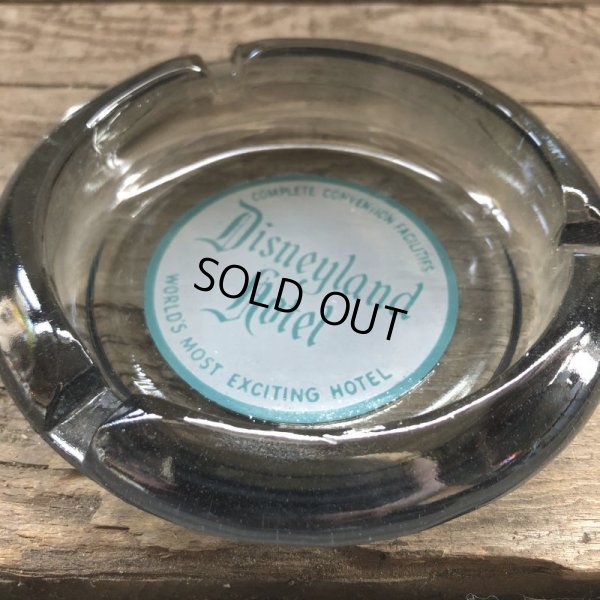 COMPLETE CONVENTION FACILITIES
Disneyland
Hotel
SOLD OUT
WORLD'S MOST EXCITING HOTEL